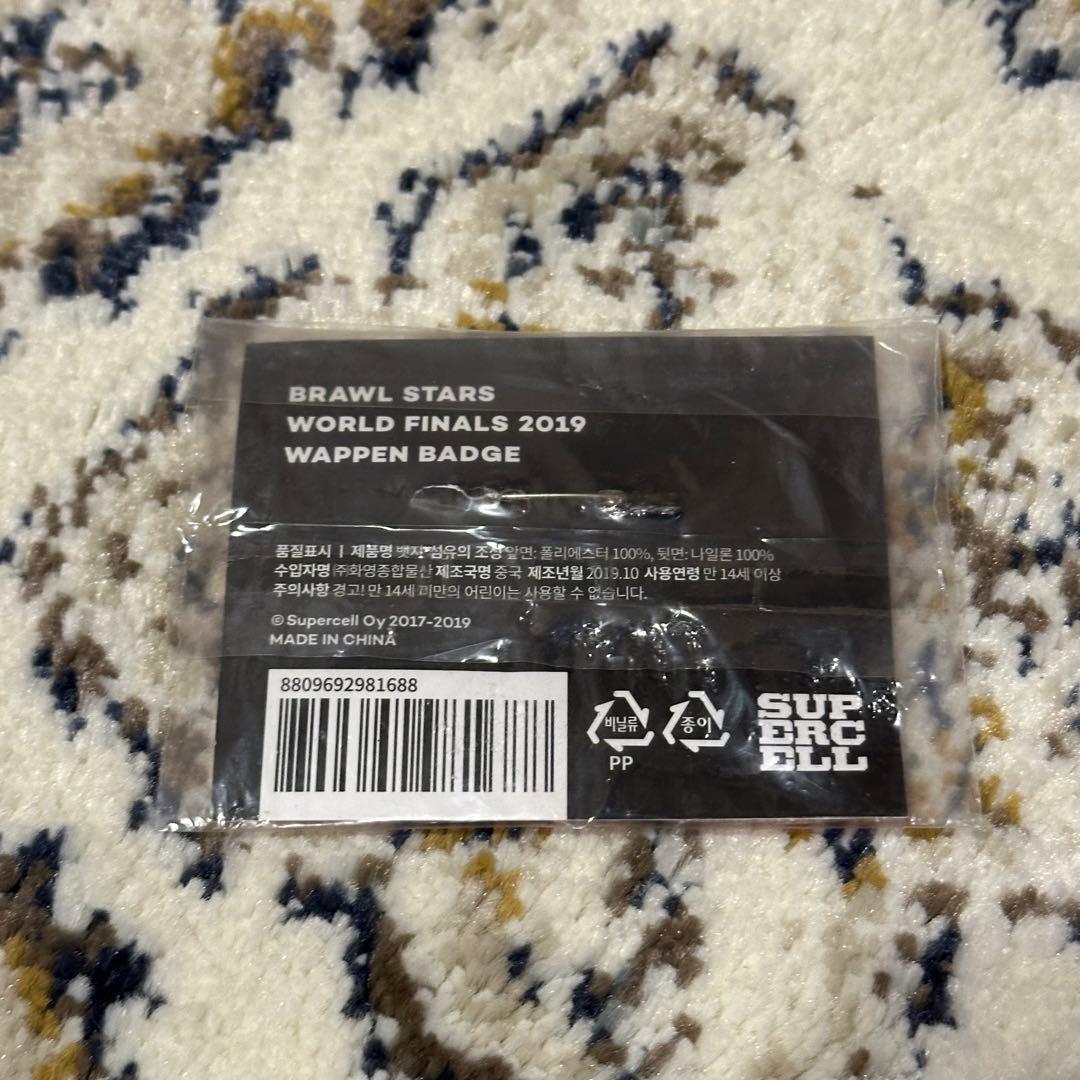 BRAWL STARS
WORLD FINALS 2019
WAPPEN BADGE
품질표시 | 제품명 뱃지 섬유의 조성 앞면: 폴리에스터 100%, 뒷면: 나일론 100%
수입자명 ㈜화영종합물산 제조국명 중국 제조년월 2019.10 사용연령 만 14세 이상
주의사항 경고! 만 14세 미만의 어린이는 사용할 수 없습니다.
© Supercell Oy 2017-2019
MADE IN CHINA
8809692981688
비닐류 종이
PP
SUP
ERC
ELL